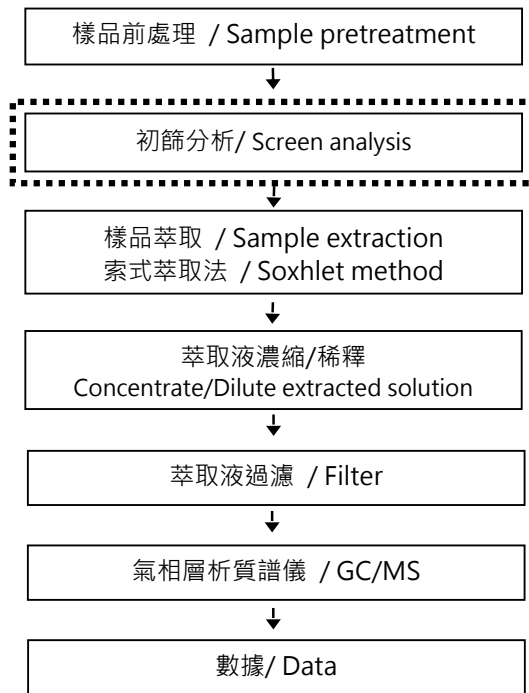 樣品前處理 / Sample pretreatment
初篩分析/ Screen analysis
樣品萃取 / Sample extraction
索式萃取法 / Soxhlet method
萃取液濃縮/稀釋
Concentrate/Dilute extracted solution
萃取液過濾 / Filter
氣相層析質譜儀 / GC/MS
數據/ Data